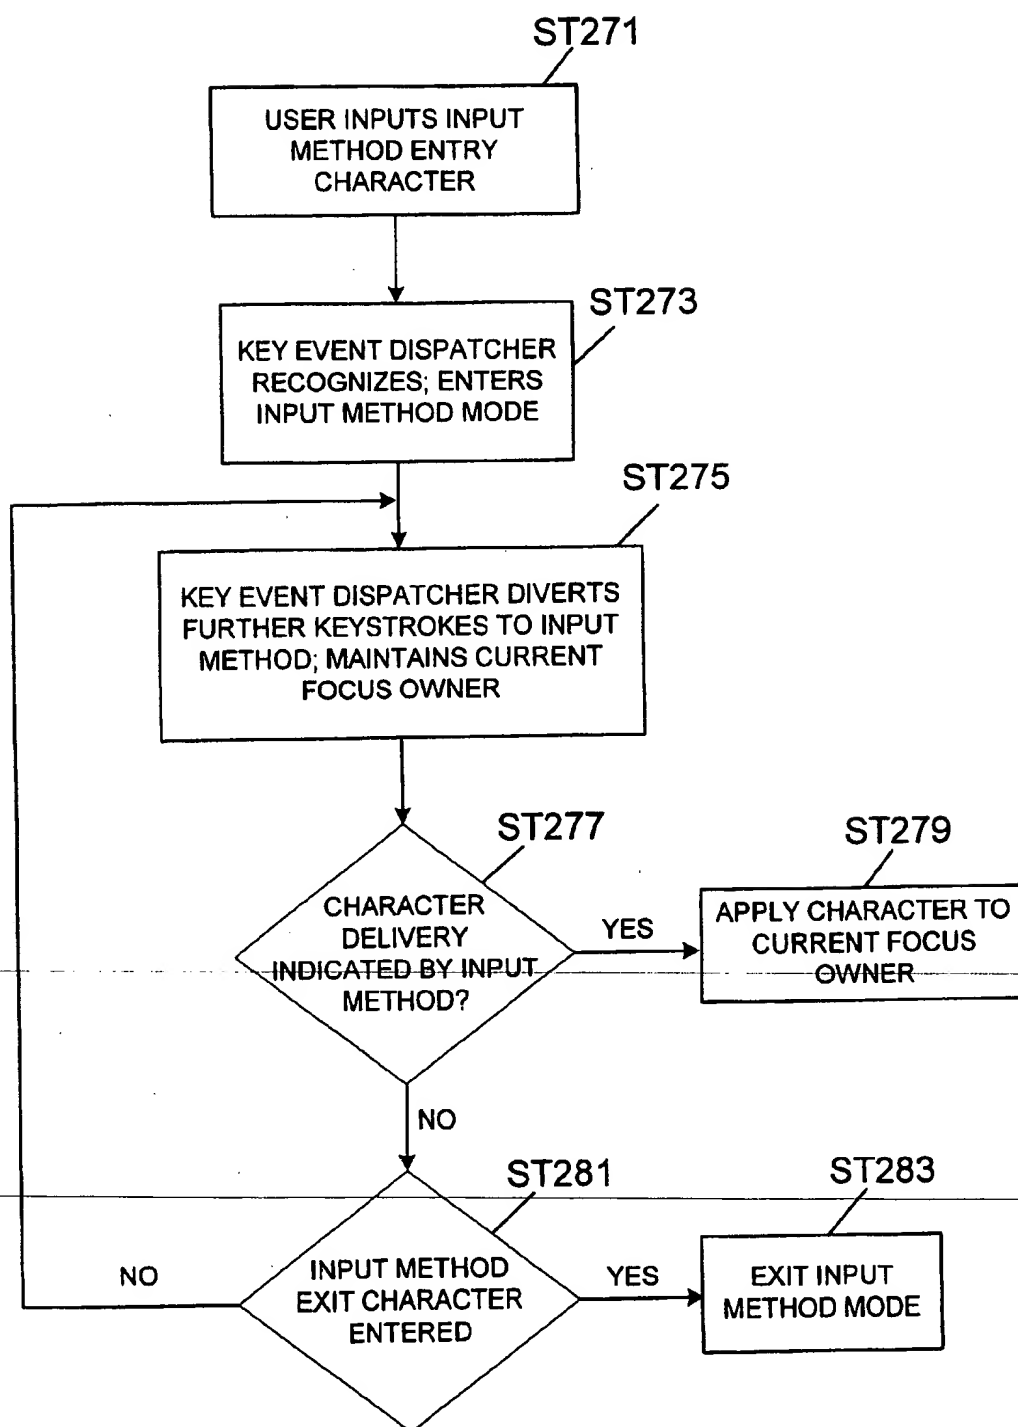 ST271
USER INPUTS INPUT
METHOD ENTRY
CHARACTER
ST273
KEY EVENT DISPATCHER
RECOGNIZES; ENTERS
INPUT METHOD MODE
ST275
KEY EVENT DISPATCHER DIVERTS
FURTHER KEYSTROKES TO INPUT
METHOD; MAINTAINS CURRENT
FOCUS OWNER
ST277
CHARACTER
DELIVERY
INDICATED BY INPUT
METHOD?
YES
ST279
APPLY CHARACTER TO
CURRENT FOCUS
OWNER
NO
ST281
INPUT METHOD
EXIT CHARACTER
ENTERED
NO
YES
ST283
EXIT INPUT
METHOD MODE